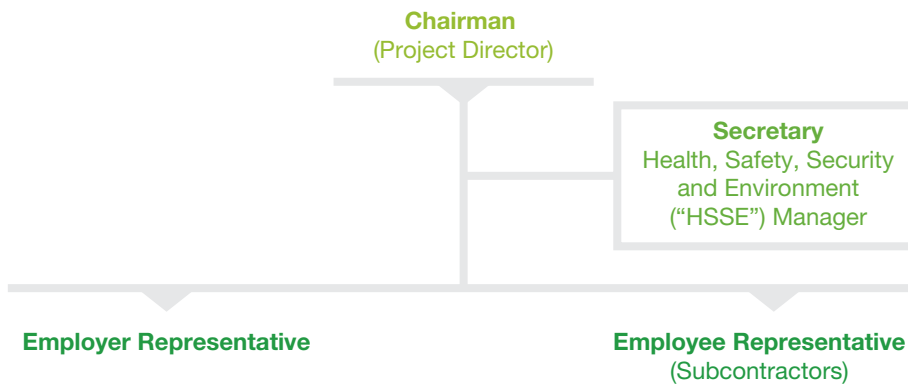 Chairman
(Project Director)
Secretary
Health, Safety, Security
and Environment
(“HSSE”) Manager
Employer Representative
Employee Representative
(Subcontractors)